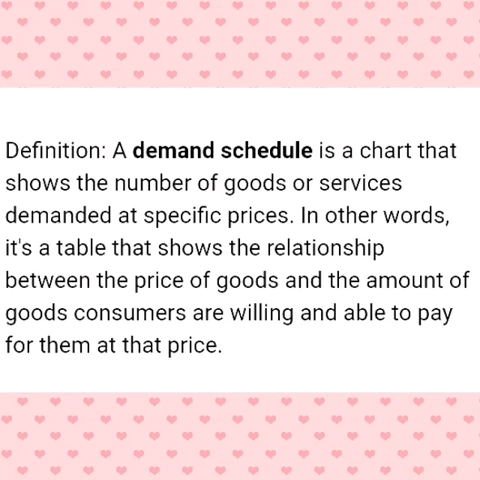 Definition: A demand schedule is a chart that
shows the number of goods or services
demanded at specific prices. In other words,
it's a table that shows the relationship
between the price of goods and the amount of
goods consumers are willing and able to pay
for them at that price.